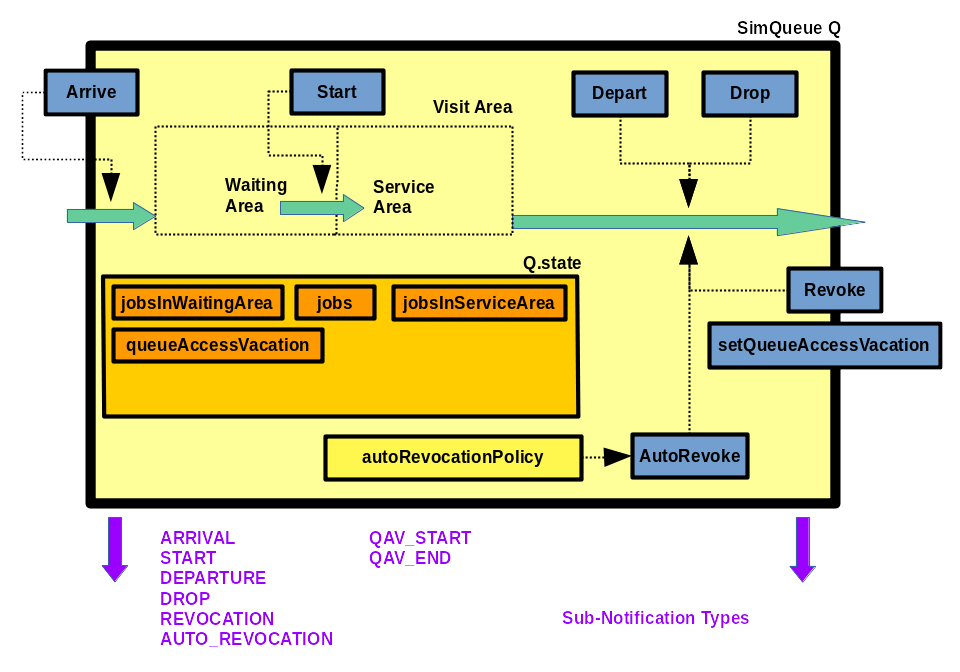 SimQueue Q
Arrive
Start
Depart
Drop
Visit Area
Waiting
Area
Service
Area
Q.state
jobsInWaitingArea
jobs
jobsInServiceArea
queueAccessVacation
Revoke
setQueueAccessVacation
autoRevocationPolicy
AutoRevoke
ARRIVAL
START
DEPARTURE
DROP
REVOCATION
AUTO_REVOCATION
QAV_START
QAV_END
Sub-Notification Types